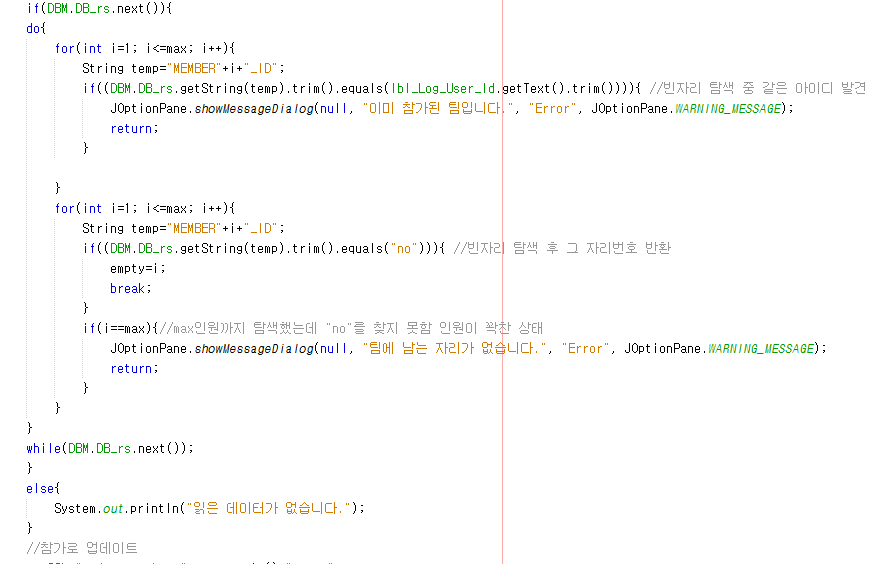 if(DBM.DB_rs.next()){
do{
for(int i=1; i<=max; i++){
String temp="MEMBER"+i+"_ID";
if((DBM.DB_rs.getString(temp).trim().equals(lbl_Log_User_Id.getText().trim()))){ //빈자리 탐색 중 같은 아이디 발견
JOptionPane.showMessageDialog(null, "이미 참가된 팀입니다.", "Error", JOptionPane.WARNING_MESSAGE);
return;
}
}
for(int i=1; i<=max; i++){
String temp="MEMBER"+i+"_ID";
if((DBM.DB_rs.getString(temp).trim().equals("no"))){ //빈자리 탐색 후 그 자리번호 반환
empty=i;
break;
}
if(i==max){//max인원까지 탐색했는데 "no"를 찾지 못함 인원이 꽉찬 상태
JOptionPane.showMessageDialog(null, "팀에 남는 자리가 없습니다.", "Error", JOptionPane.WARNING_MESSAGE);
return;
}
}
}
while(DBM.DB_rs.next());
}
else{
System.out.println("읽은 데이터가 없습니다.");
}
//참가로 업데이트